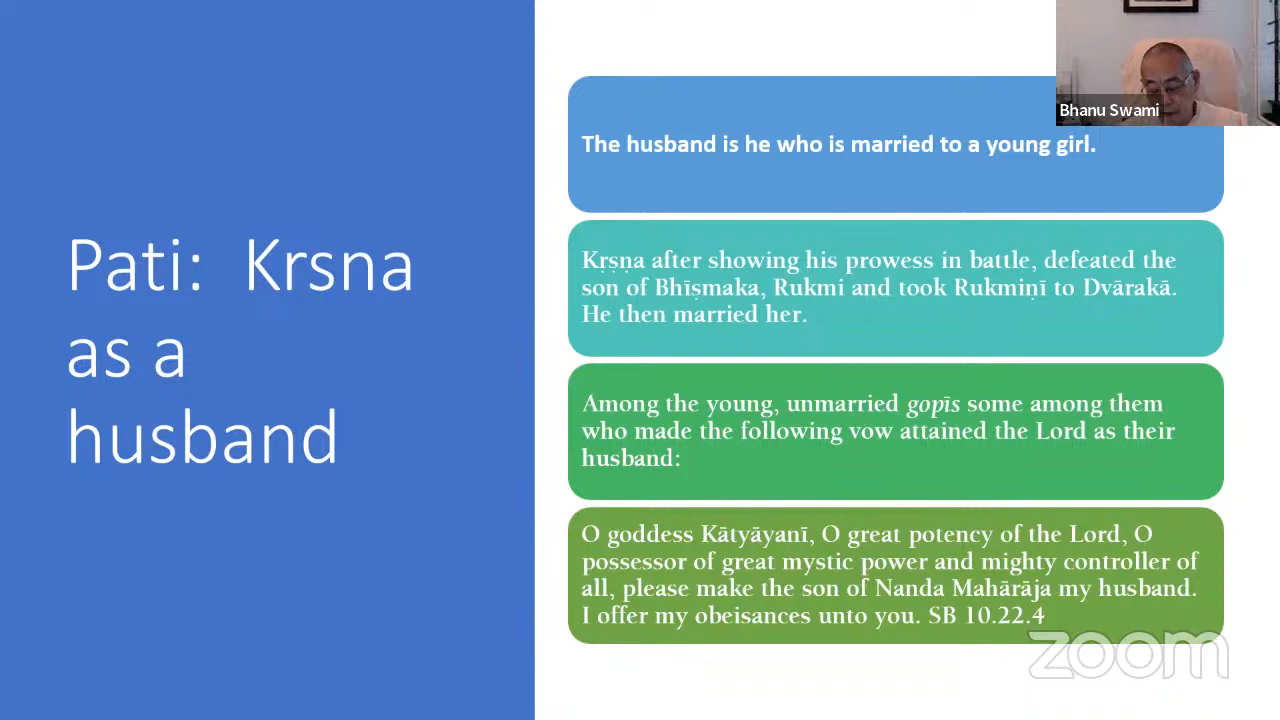 Pati: Krsna
as a
husband
The husband is he who is married to a young girl.
Kṛṣṇa after showing his prowess in battle, defeated the
son of Bhīṣmaka, Rukmi and took Rukmiṇī to Dvārakā.
He then married her.
Among the young, unmarried gopīs some among them
who made the following vow attained the Lord as their
husband:
O goddess Kātyāyanī, O great potency of the Lord, O
possessor of great mystic power and mighty controller of
all, please make the son of Nanda Mahārāja my husband.
I offer my obeisances unto you. SB 10.22.4
Bhanu Swami
zoom